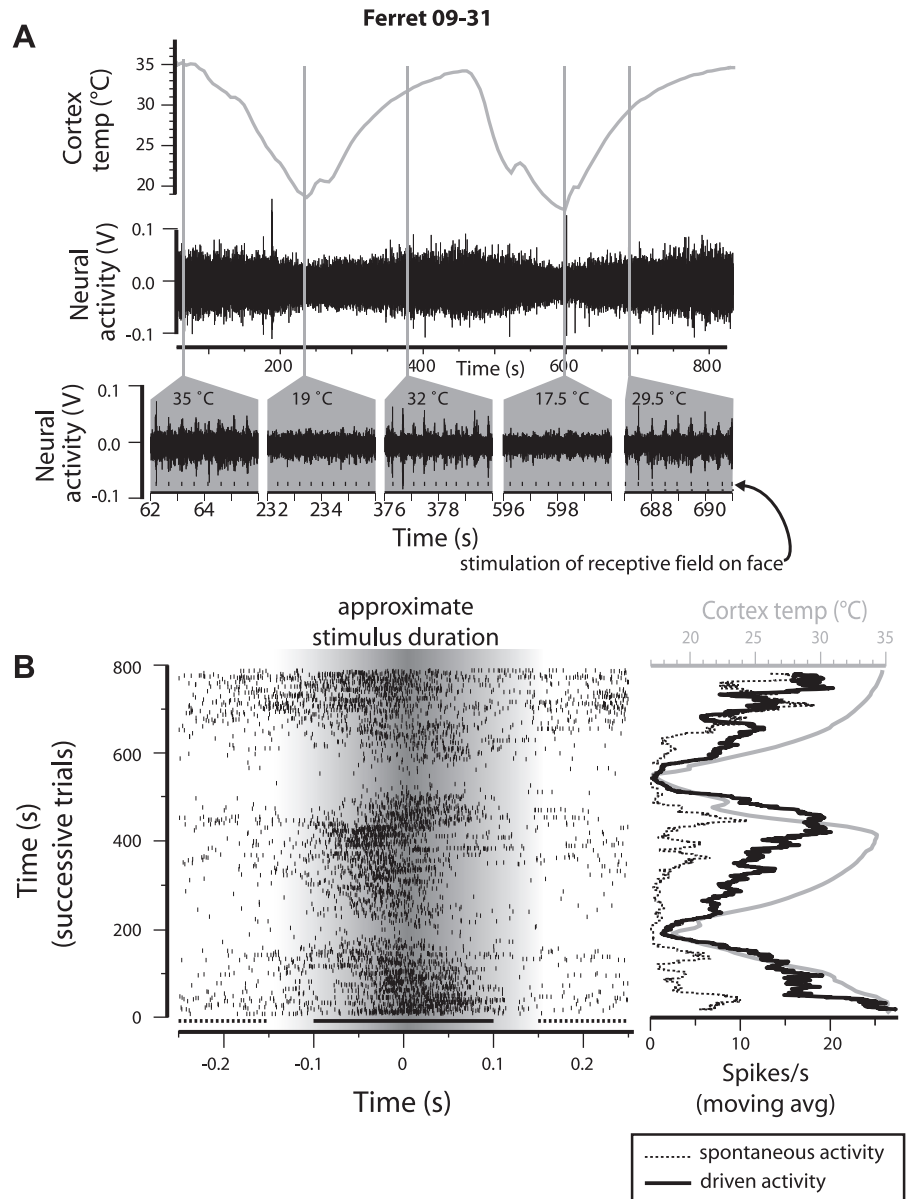 Ferret 09-31
A
Cortex
temp (°C)
35
30
25
20
Neural
activity (V)
0.1
0.0
-0.1
200
Time (s)
400
600
800
Neural
activity (V)
0.1
0.0
-0.1
35 ˚C
19 ˚C
32 ˚C
17.5 ˚C
29.5 ˚C
62 64 232 234 376 378 596 598 688 690
Time (s)
stimulation of receptive field on face
approximate
stimulus duration
B
Time (s)
(successive trials)
800
600
400
200
0
-0.2 -0.1 0 0.1 0.2
Time (s)
Cortex temp (°C)
20 25 30 35
0 10 20
Spikes/s
(moving avg)
spontaneous activity
driven activity